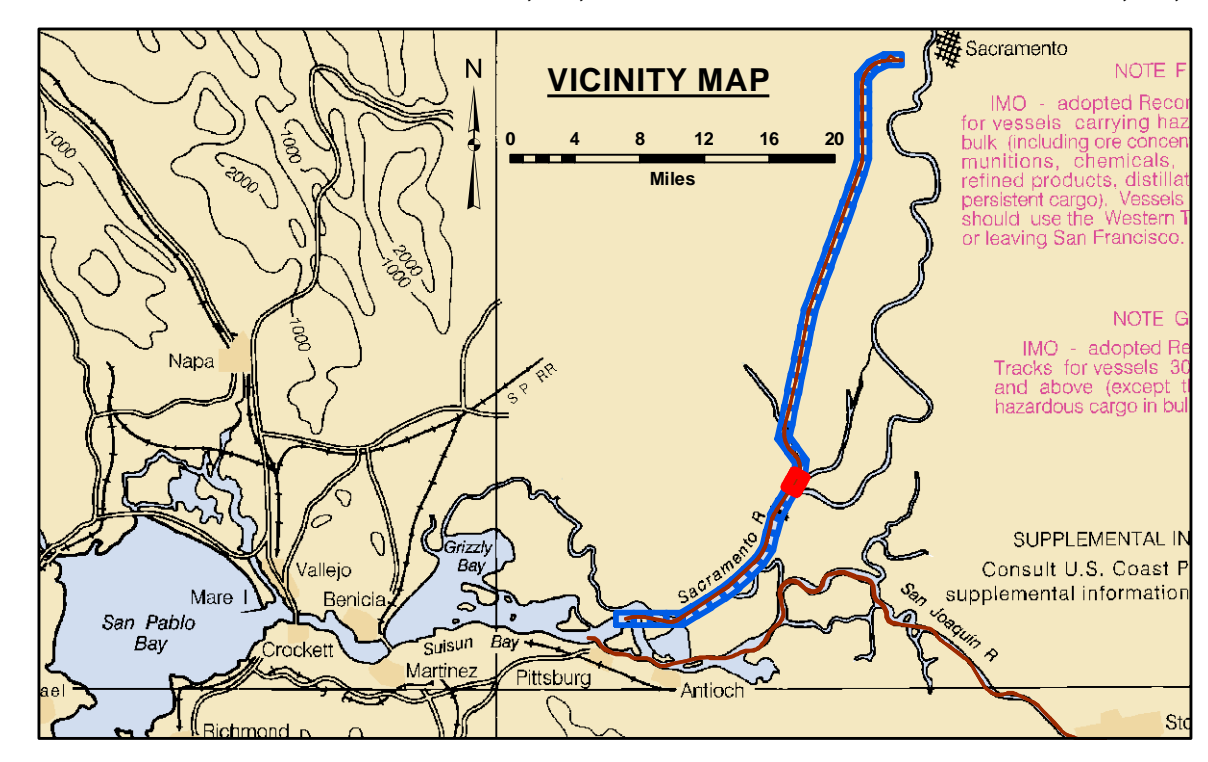 Sacramento
NOTE F
VICINITY MAP
N
IMO - adopted Recor
for vessels carrying haz
bulk (including ore concen
munitions, chemicals,
refined products, distillat
persistent cargo). Vessels
should use the Western T
or leaving San Francisco.
0 4 8 12 16 20
Miles
1000
2000
1000
2000
1000
1000
NOTE G
IMO - adopted Re
Tracks for vessels 30
and above (except t
hazardous cargo in bul
Napa
S P RR
Sacramento R
Grizzly
Bay
SUPPLEMENTAL IN
Consult U.S. Coast P
supplemental information
Vallejo
Mare I
Benicia
San Pablo
Bay
Crockett
Suisun Bay
San Joaquin R
Martinez
Pittsburg
Antioch
ael
Richmond
Sto